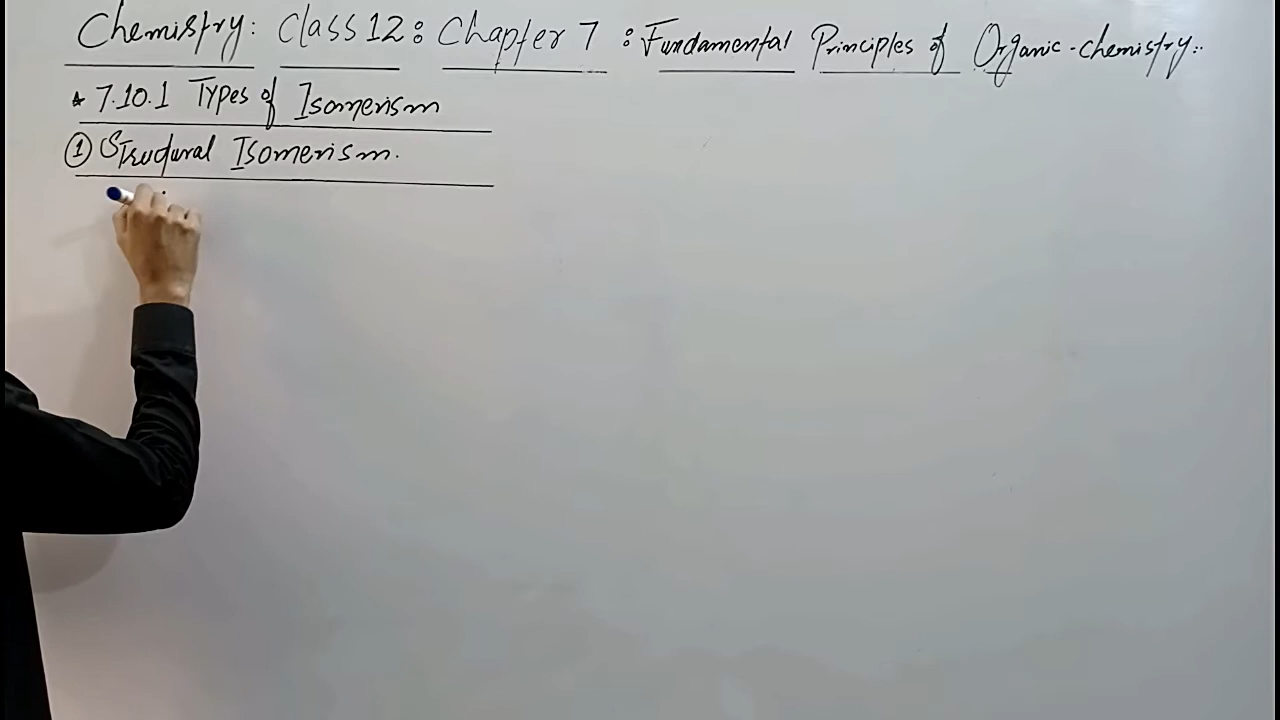 Chemistry: Class 12: Chapter 7 : Fundamental Principles of Organic-chemistry..
* 7.10.1 Types of Isomerism
① Structural Isomerism.